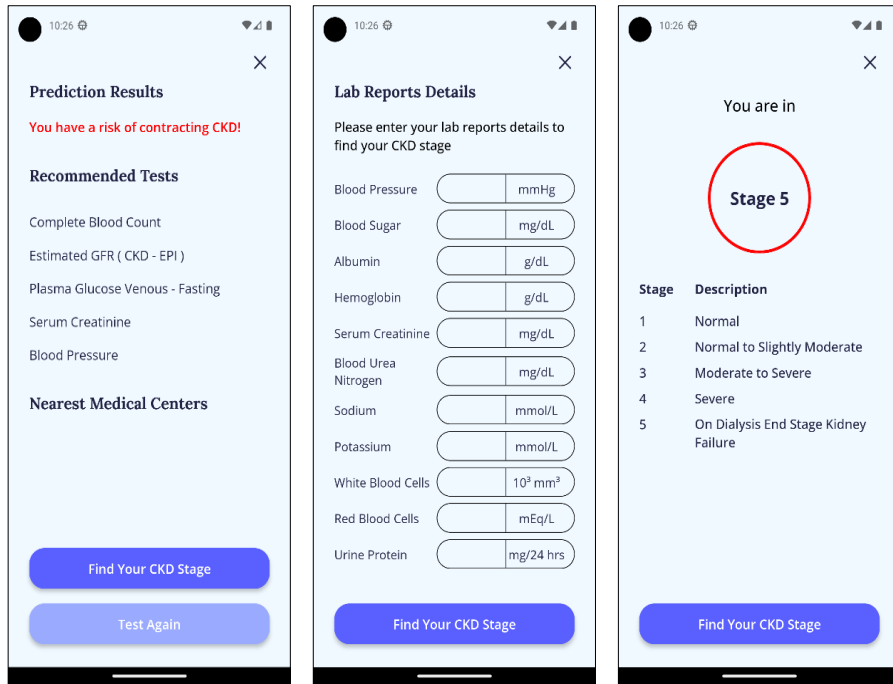 10:26
Prediction Results
You have a risk of contracting CKD!
Recommended Tests
Complete Blood Count
Estimated GFR ( CKD - EPI )
Plasma Glucose Venous - Fasting
Serum Creatinine
Blood Pressure
Nearest Medical Centers
Find Your CKD Stage
Test Again
10:26
Lab Reports Details
Please enter your lab reports details to
find your CKD stage
Blood Pressure mmHg
Blood Sugar mg/dL
Albumin g/dL
Hemoglobin g/dL
Serum Creatinine mg/dL
Blood Urea
Nitrogen mg/dL
Sodium mmol/L
Potassium mmol/L
White Blood Cells 10³ mm³
Red Blood Cells mEq/L
Urine Protein mg/24 hrs
Find Your CKD Stage
10:26
You are in
Stage 5
Stage Description
1 Normal
2 Normal to Slightly Moderate
3 Moderate to Severe
4 Severe
5 On Dialysis End Stage Kidney
Failure
Find Your CKD Stage